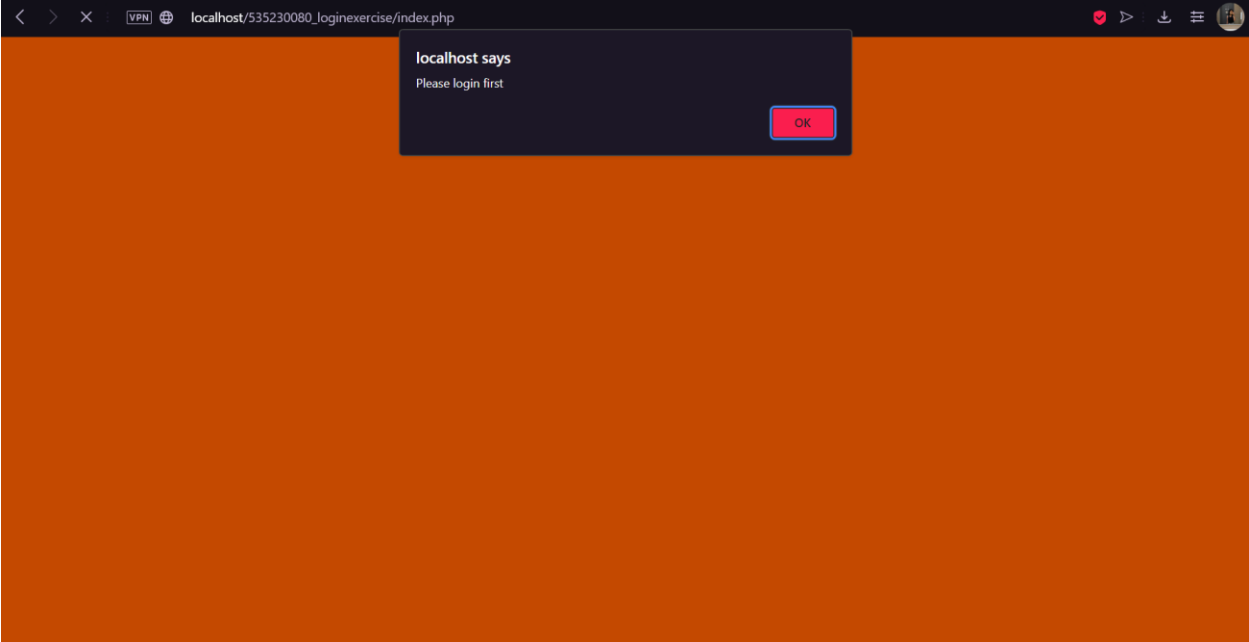 VPN
localhost/535230080_loginexercise/index.php
localhost says
Please login first
OK